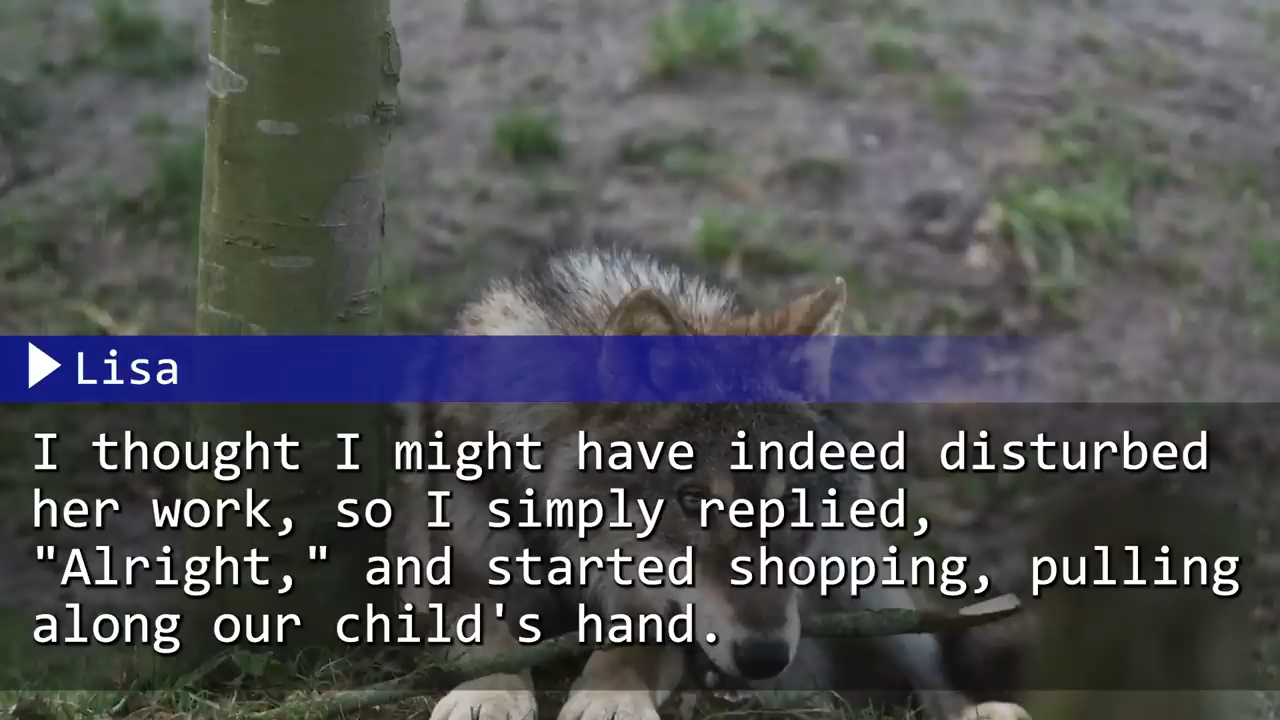 Lisa
I thought I might have indeed disturbed
her work, so I simply replied,
"Alright," and started shopping, pulling
along our child's hand.